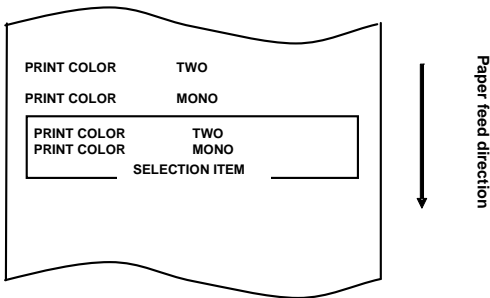 PRINT COLOR TWO
PRINT COLOR MONO
PRINT COLOR TWO
PRINT COLOR MONO
SELECTION ITEM
Paper feed direction